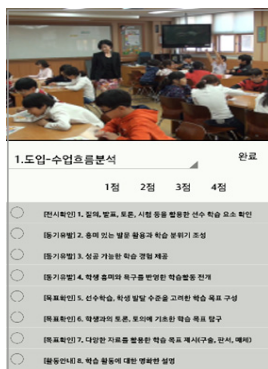 1.도입-수업흐름분석
완료
1점 2점 3점 4점
[전시확인] 1. 질의, 발표, 토론, 시험 등을 활용한 선수 학습 요소 확인
[동기유발] 2. 흥미 있는 발문 활용과 학습 분위기 조성
[동기유발] 3. 성공 가능한 학습 경험 제공
[동기유발] 4. 학생 흥미와 욕구를 반영한 학습활동 전개
[목표확인] 5. 선수학습, 학생 발달 수준을 고려한 학습 목표 구성
[목표확인] 6. 학생과의 토론, 토의에 기초한 학습 목표 탐구
[목표확인] 7. 다양한 자료를 활용한 학습 목표 제시(구술, 판서, 매체)
[활동안내] 8. 학습 활동에 대한 명확한 설명